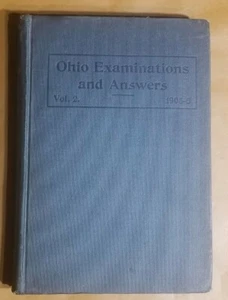 Ohio Examinations
and Answers
Vol. 2.